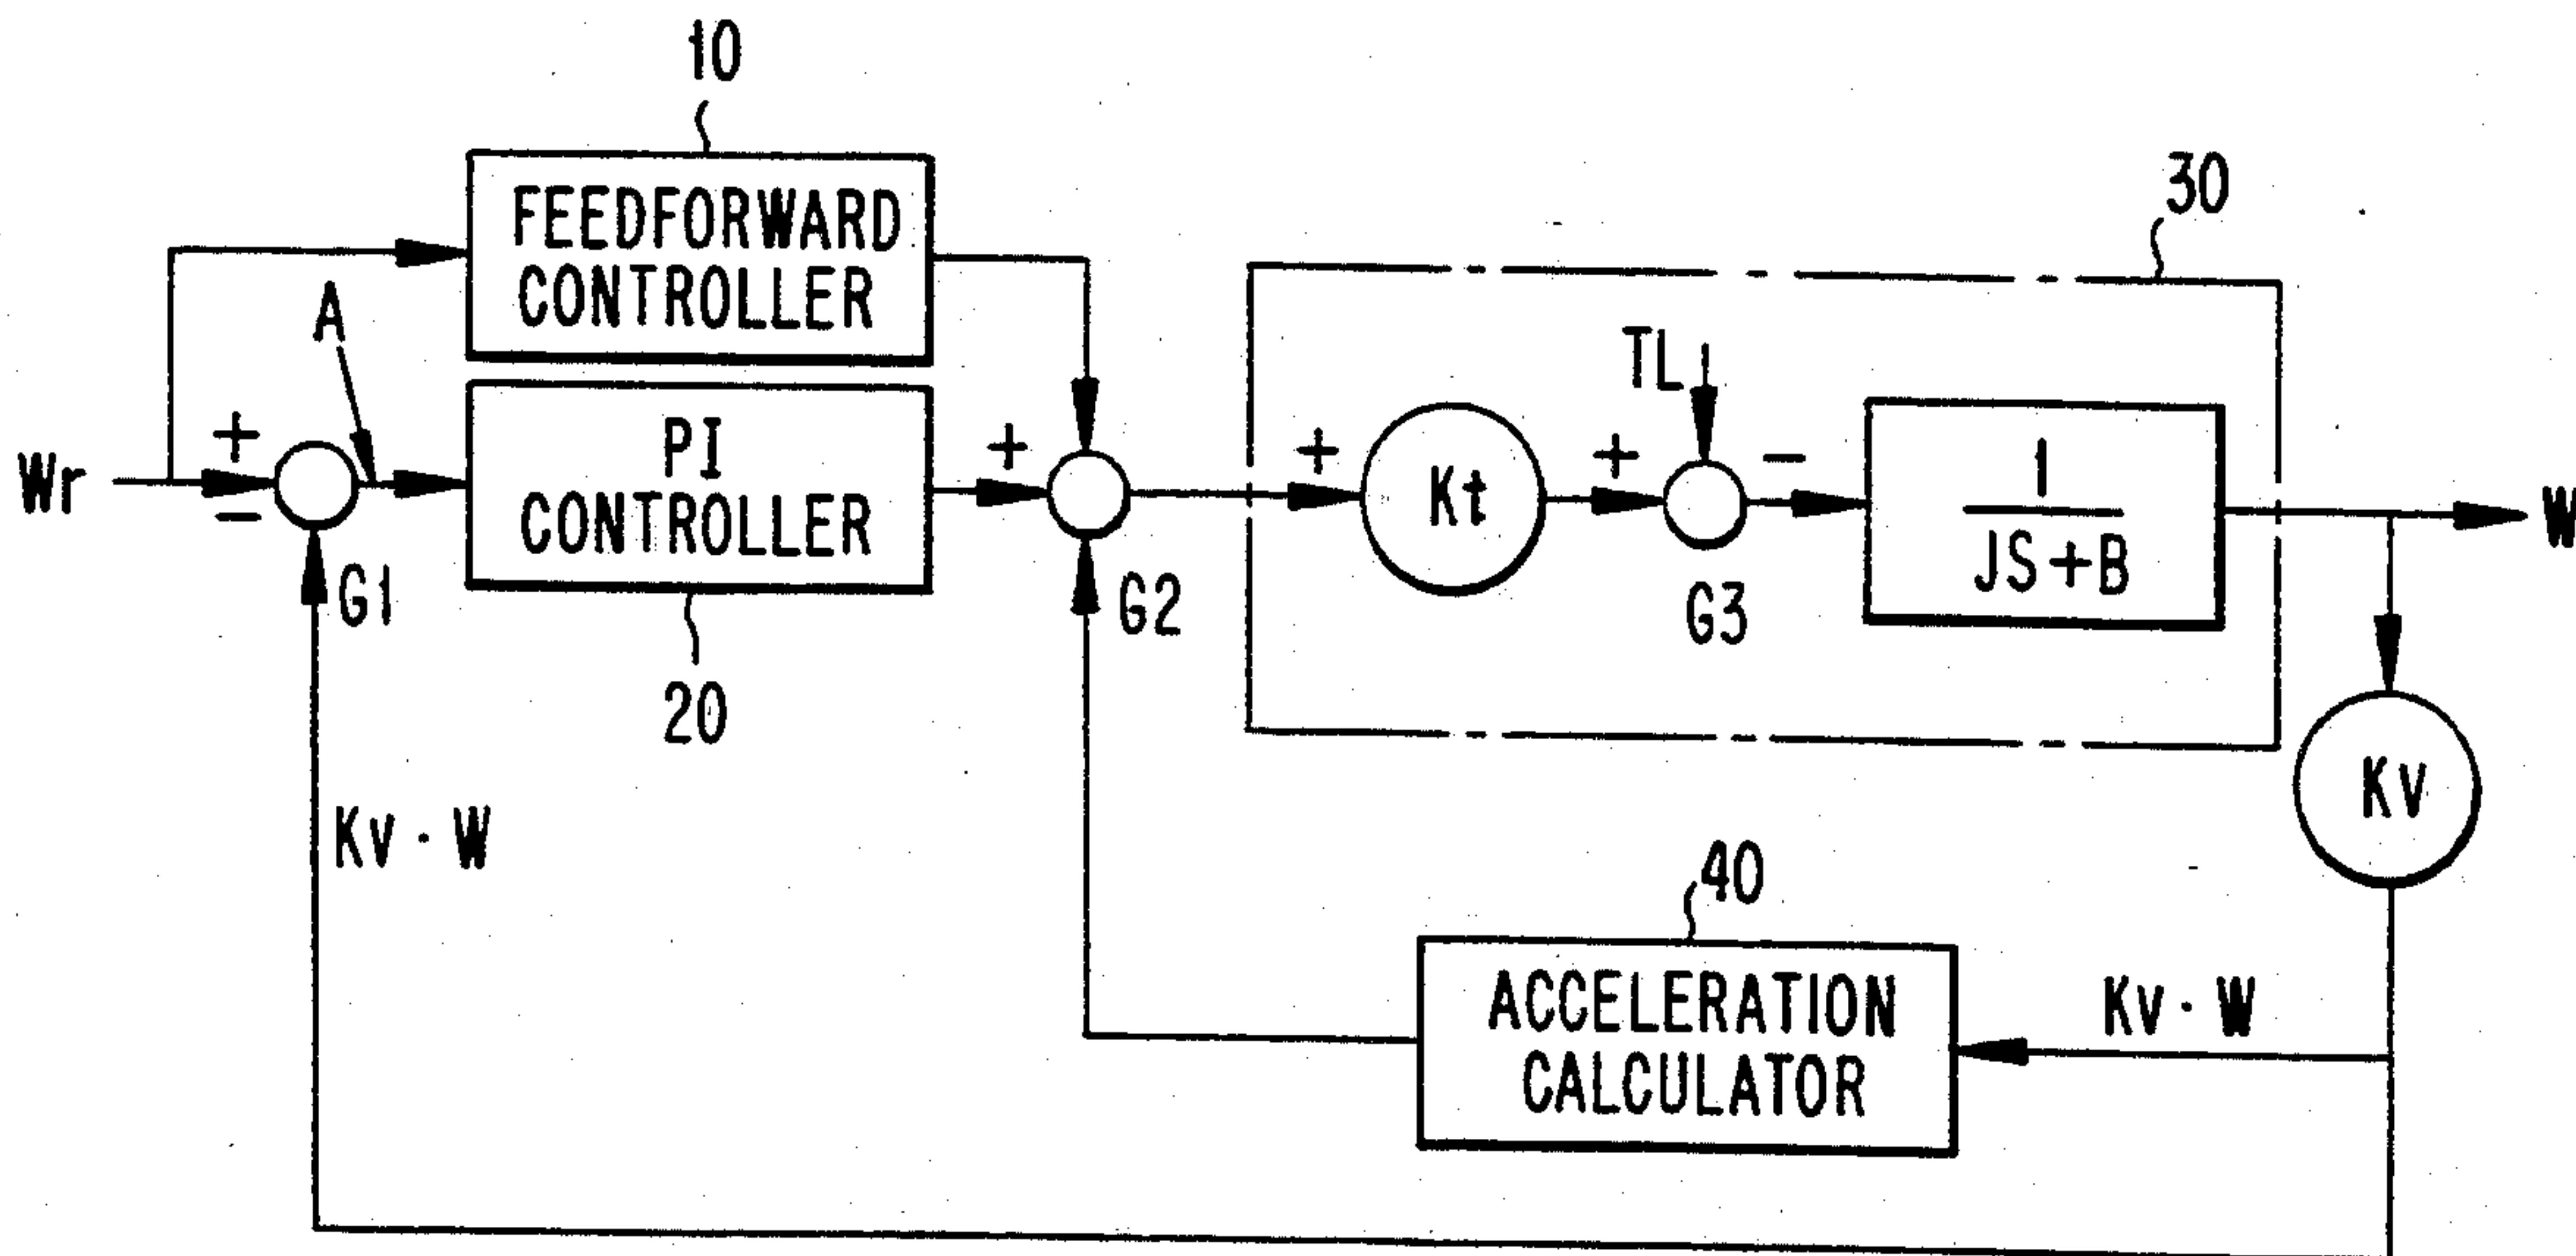 10
FEEDFORWARD
CONTROLLER
30
A
TL
Wr
+
−
PI
CONTROLLER
+
+
Kt
+
−
1
JS+B
W
G1
G2
G3
20
Kv
Kv · W
40
ACCELERATION
CALCULATOR
Kv · W